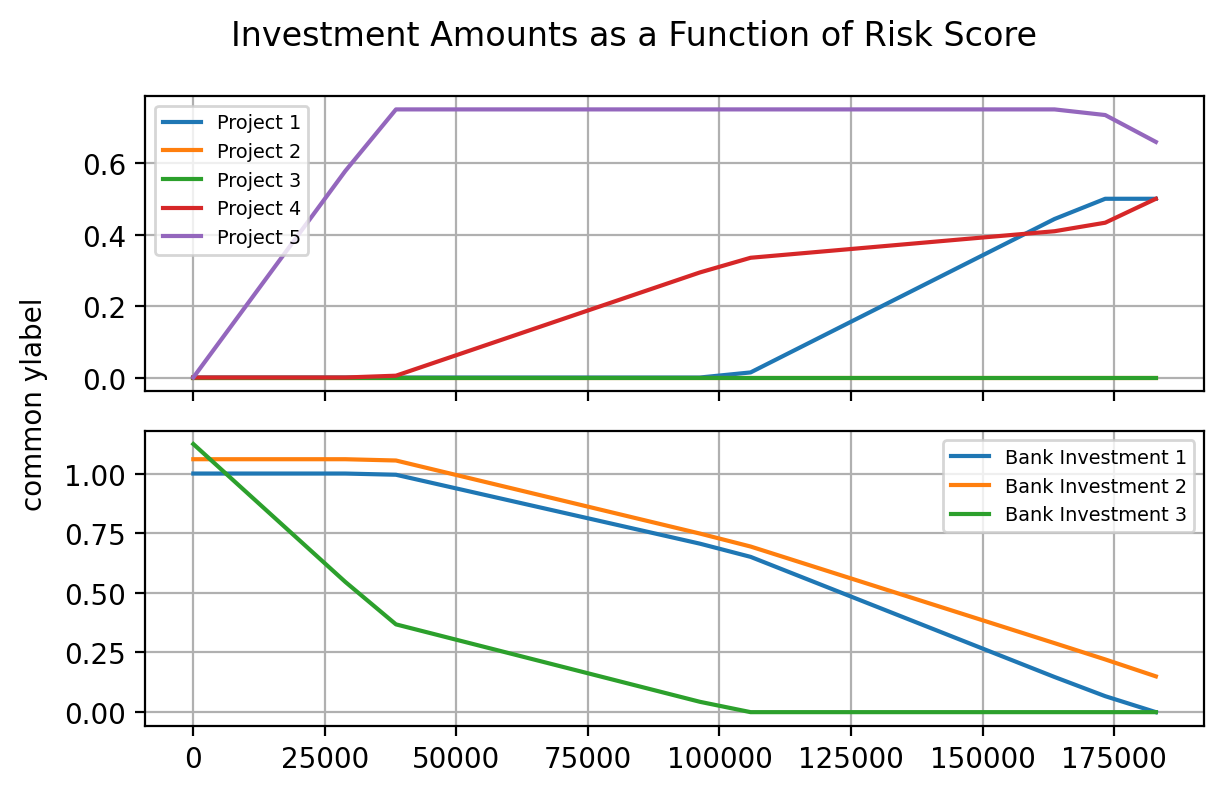 Investment Amounts as a Function of Risk Score
Project 1
Project 2
Project 3
Project 4
Project 5
0.6
0.4
0.2
0.0
common ylabel
Bank Investment 1
Bank Investment 2
Bank Investment 3
1.00
0.75
0.50
0.25
0.00
0 25000 50000 75000 100000 125000 150000 175000